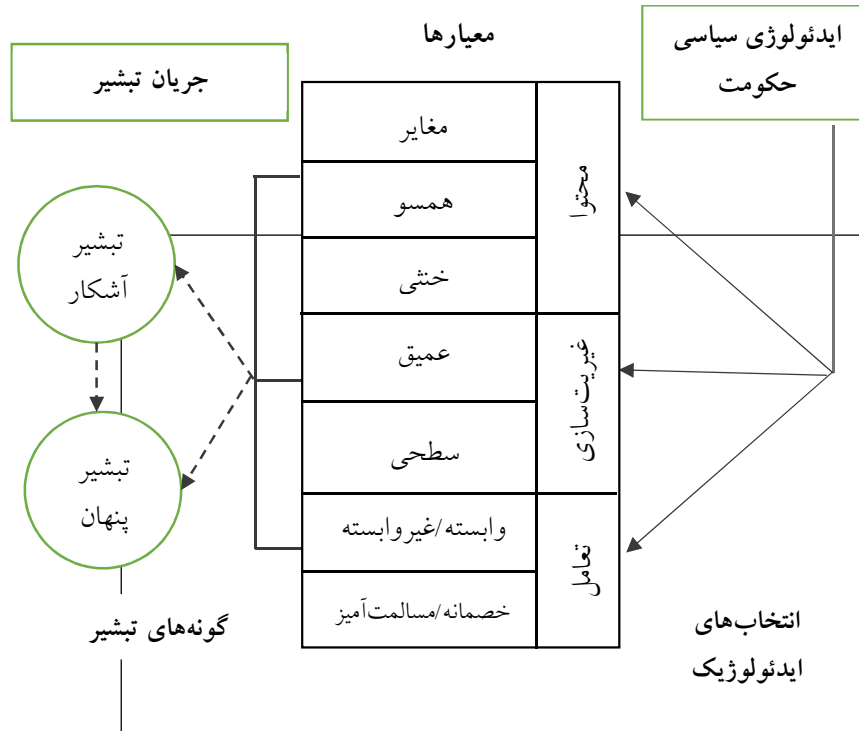 ایدئولوژی سیاسی
حکومت
معیارها
جریان تبشیر
محتوا
مغایر
همسو
خنثی
غیریت‌سازی
عمیق
سطحی
تعامل
وابسته/غیروابسته
خصمانه/مسالمت‌آمیز
تبشیر
آشکار
تبشیر
پنهان
انتخاب‌های
ایدئولوژیک
گونه‌های تبشیر